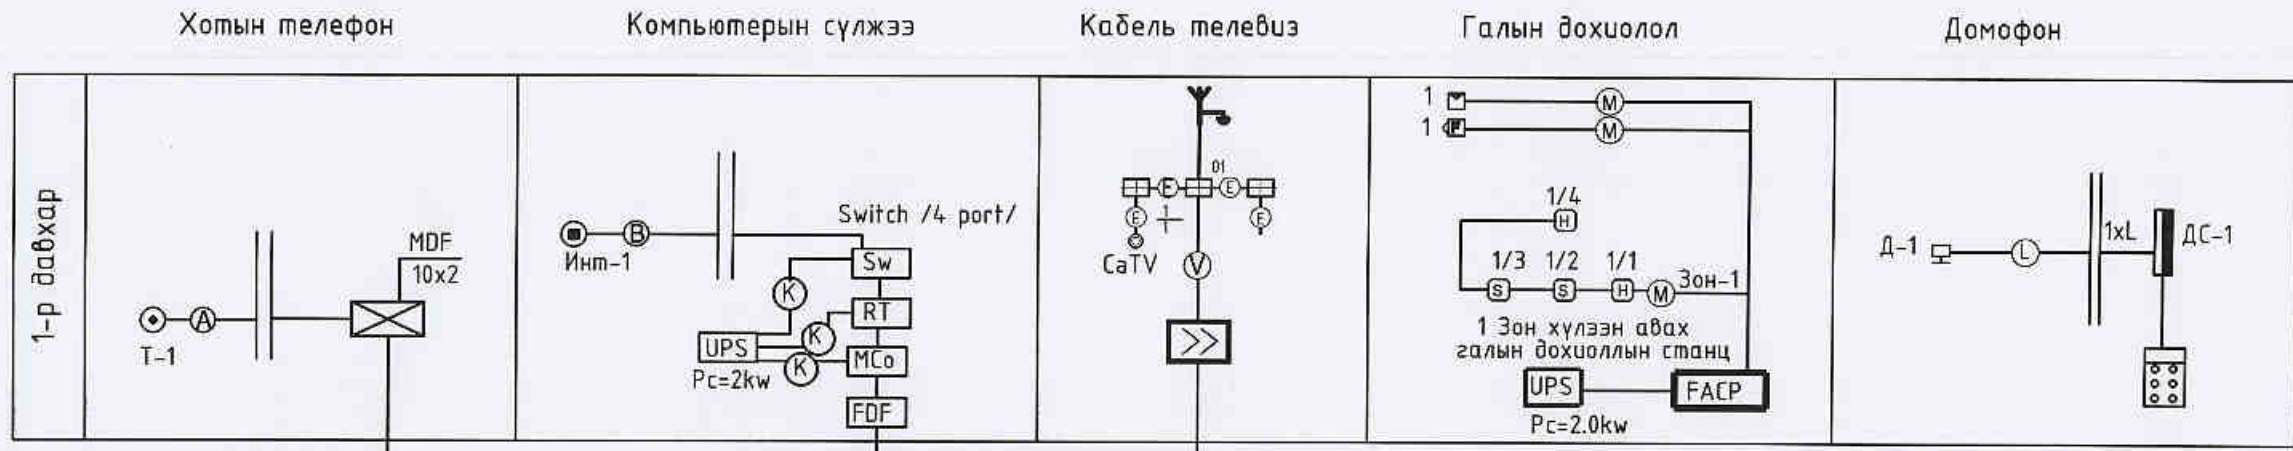 Хотын телефон
Компьютерын сүлжээ
Кабель телевиз
Галын дохиолол
Домофон
1-р давхар
MDF
10x2
A
Т-1
Switch /4 port/
B
Инт-1
Sw
K
RT
K
UPS
MCo
K
Pc=2kw
FDF
01
E
E
E
1
E
CaTV
V
1
M
1
F
M
1/4
H
1/3
1/2
1/1
S
S
H
M
Зон-1
1 Зон хүлээн авах
галын дохиоллын станц
UPS
FACP
Pc=2.0kw
Д-1
L
1xL
ДС-1